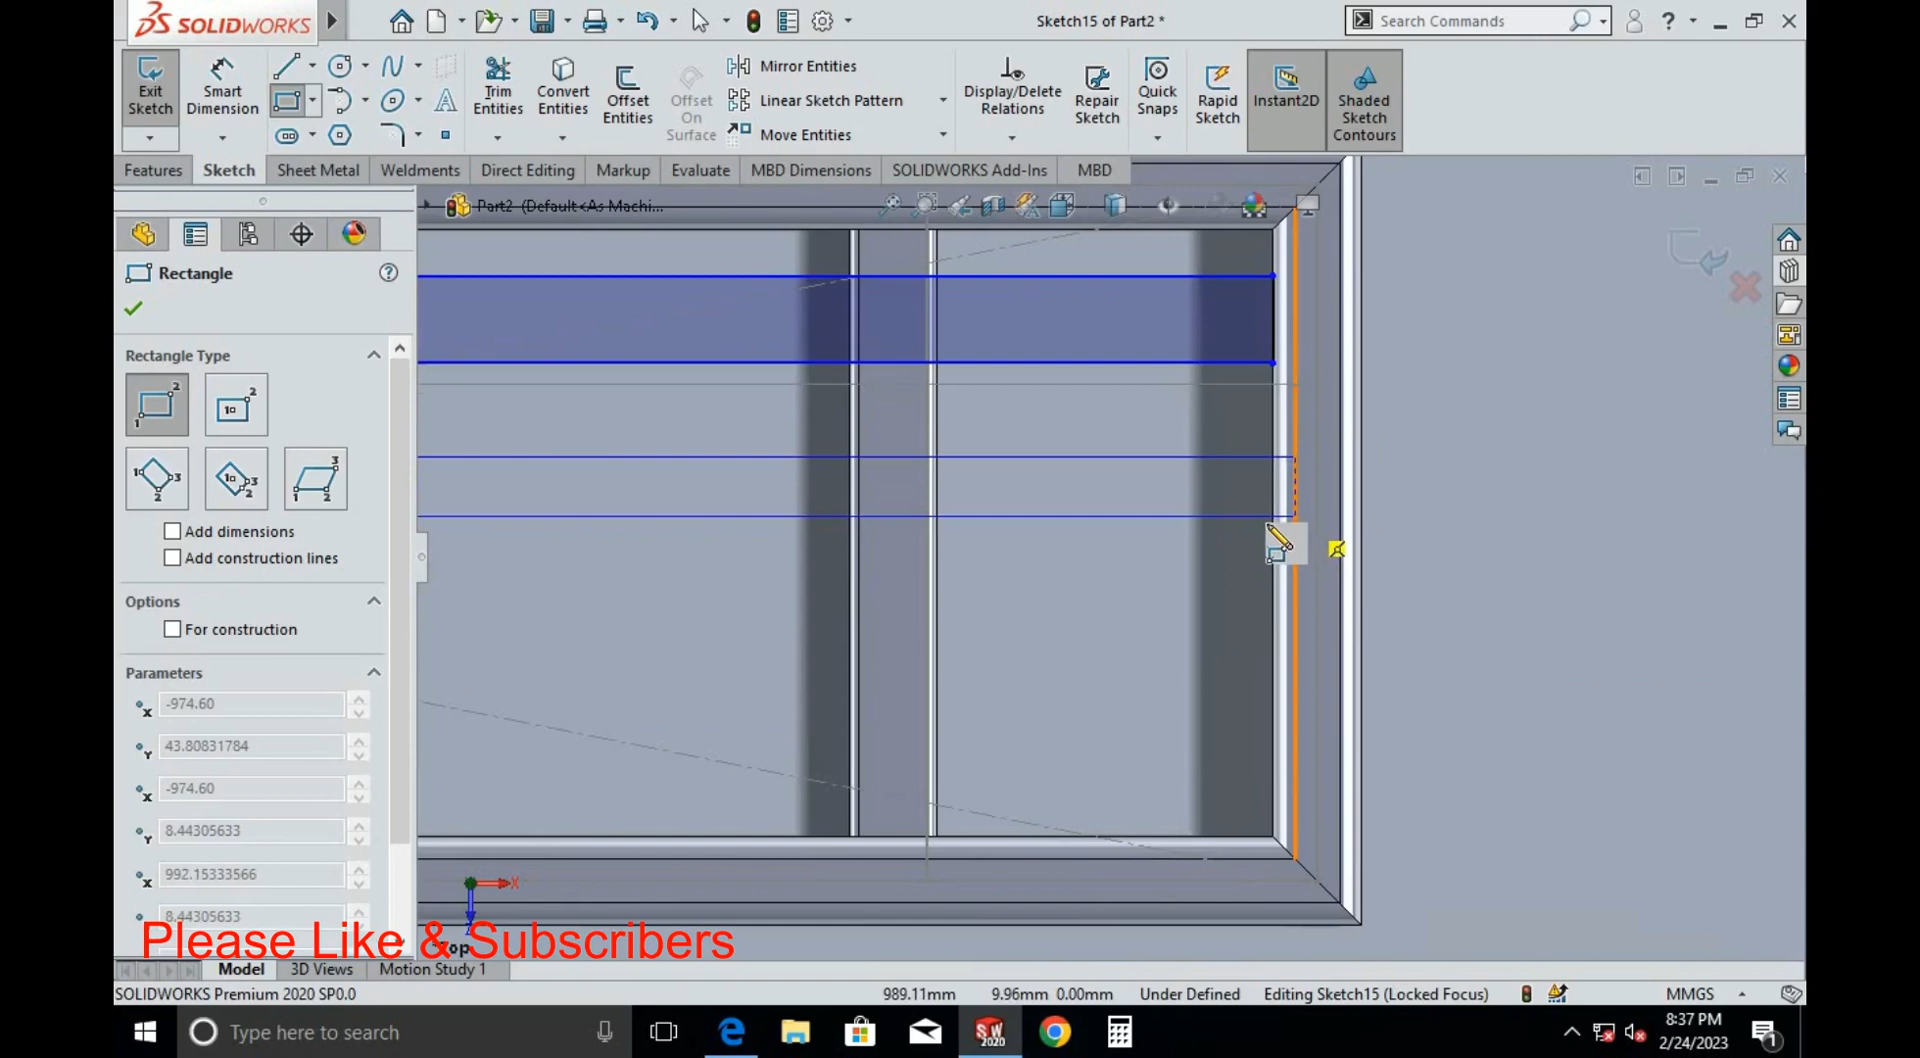 SOLIDWORKS
Sketch15 of Part2 *
Search Commands
Exit Sketch
Smart Dimension
Trim Entities
Convert Entities
Offset Entities
Offset On Surface
Mirror Entities
Linear Sketch Pattern
Move Entities
Display/Delete Relations
Repair Sketch
Quick Snaps
Rapid Sketch
Instant2D
Shaded Sketch Contours
Features
Sketch
Sheet Metal
Weldments
Direct Editing
Markup
Evaluate
MBD Dimensions
SOLIDWORKS Add-Ins
MBD
Part2 (Default<As Machi...
Rectangle
Rectangle Type
Add dimensions
Add construction lines
Options
For construction
Parameters
-974.60
43.80831784
-974.60
8.44305633
992.15333566
8.44305633
X
Please Like & Subscribers
Model
3D Views
Motion Study 1
SOLIDWORKS Premium 2020 SP0.0
989.11mm
9.96mm 0.00mm
Under Defined
Editing Sketch15 (Locked Focus)
MMGS
Type here to search
8:37 PM
2/24/2023